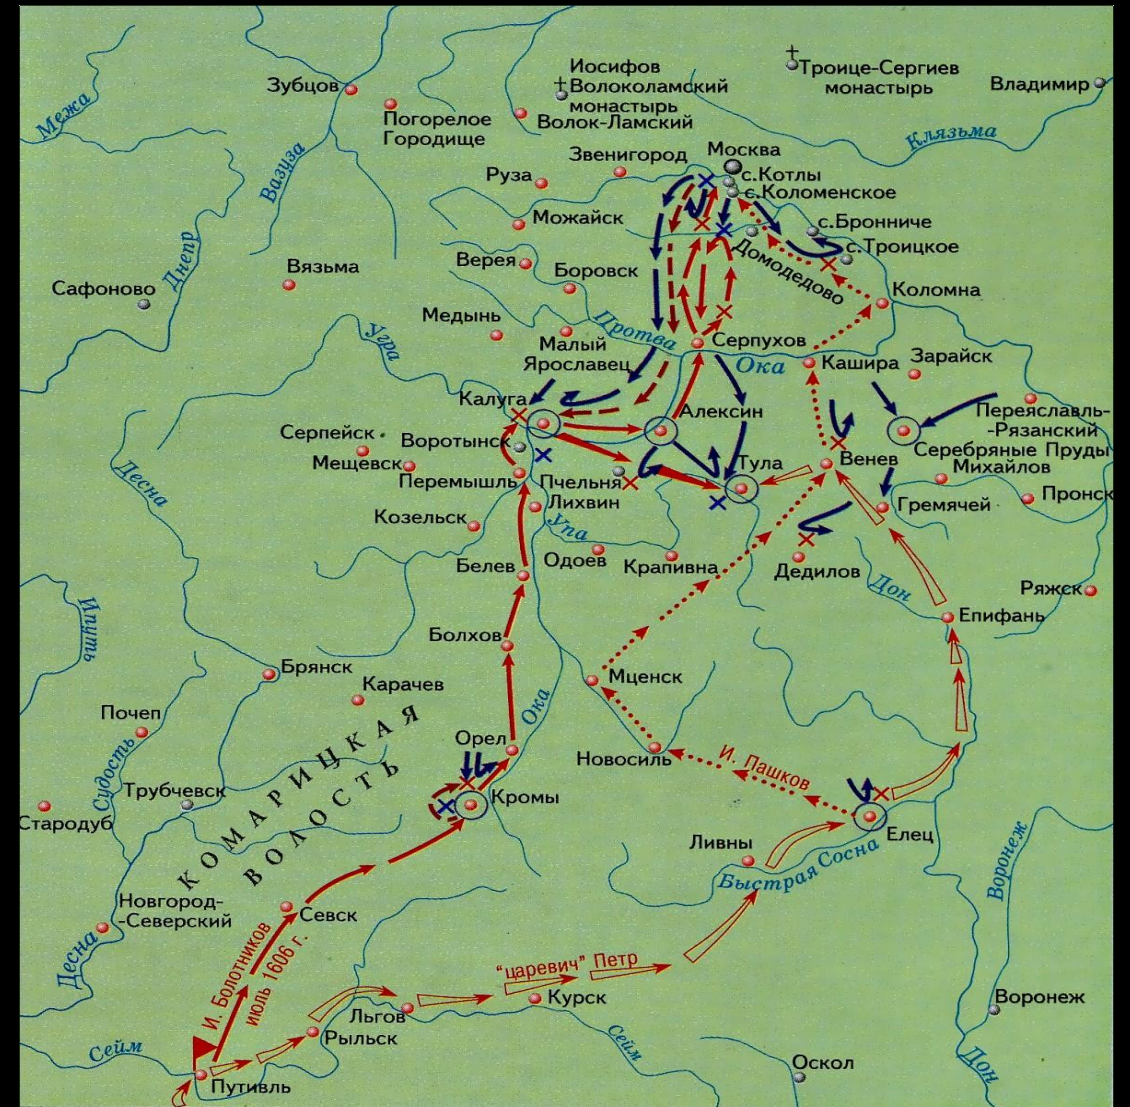 Зубцов
Погорелое
Городище
Иосифов
Волоколамский
монастырь
Волок-Ламский
Троице-Сергиев
монастырь
Владимир
Межа
Вазуза
Клязьма
Звенигород
Москва
с.Котлы
с.Коломенское
Руза
Можайск
с.Бронниче
с.Троицкое
Домодедово
Днепр
Сафоново
Вязьма
Верея
Боровск
Коломна
Медынь
Малый
Ярославец
Протва
Серпухов
Ока
Кашира
Зарайск
Угра
Калуга
Алексин
Переяславль-
-Рязанский
Серпейск
Воротынск
Мещевск
Перемышль
Пчельня
Лихвин
Тула
Венев
Серебряные Пруды
Михайлов
Пронск
Гремячей
Десна
Козельск
Упа
Одоев
Крапивна
Дедилов
Белев
Дон
Ряжск
Епифань
Ипуть
Болхов
Брянск
Карачев
Мценск
Почеп
Ока
Орел
Новосиль
И. Пашков
КОМАРИЦКАЯ
ВОЛОСТЬ
Судость
Трубчевск
Стародуб
Кромы
Елец
Ливны
Быстрая Сосна
Воронеж
Новгород-
-Северский
Севск
Десна
И. Болотников
июль 1606 г.
"царевич" Петр
Курск
Воронеж
Льгов
Рыльск
Сейм
Сейм
Путивль
Оскол
Дон